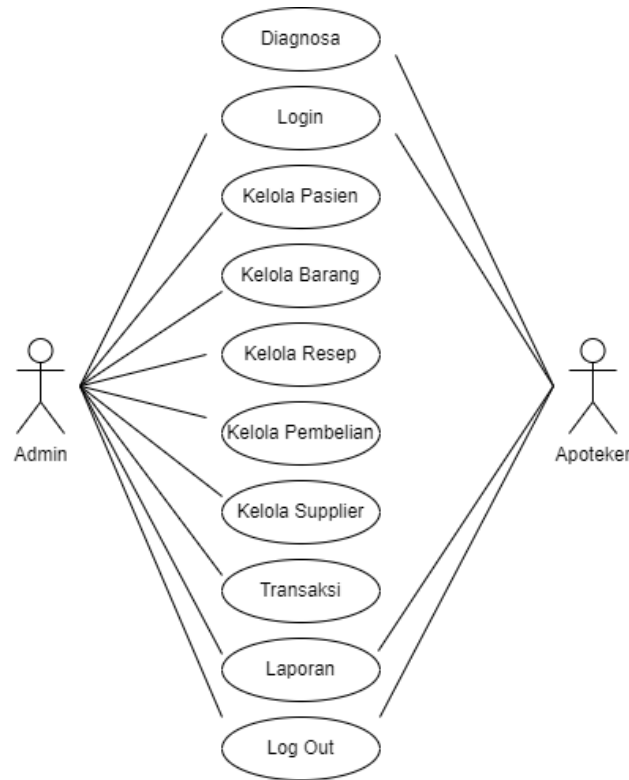 Diagnosa
Login
Kelola Pasien
Kelola Barang
Kelola Resep
Kelola Pembelian
Admin
Apoteker
Kelola Supplier
Transaksi
Laporan
Log Out